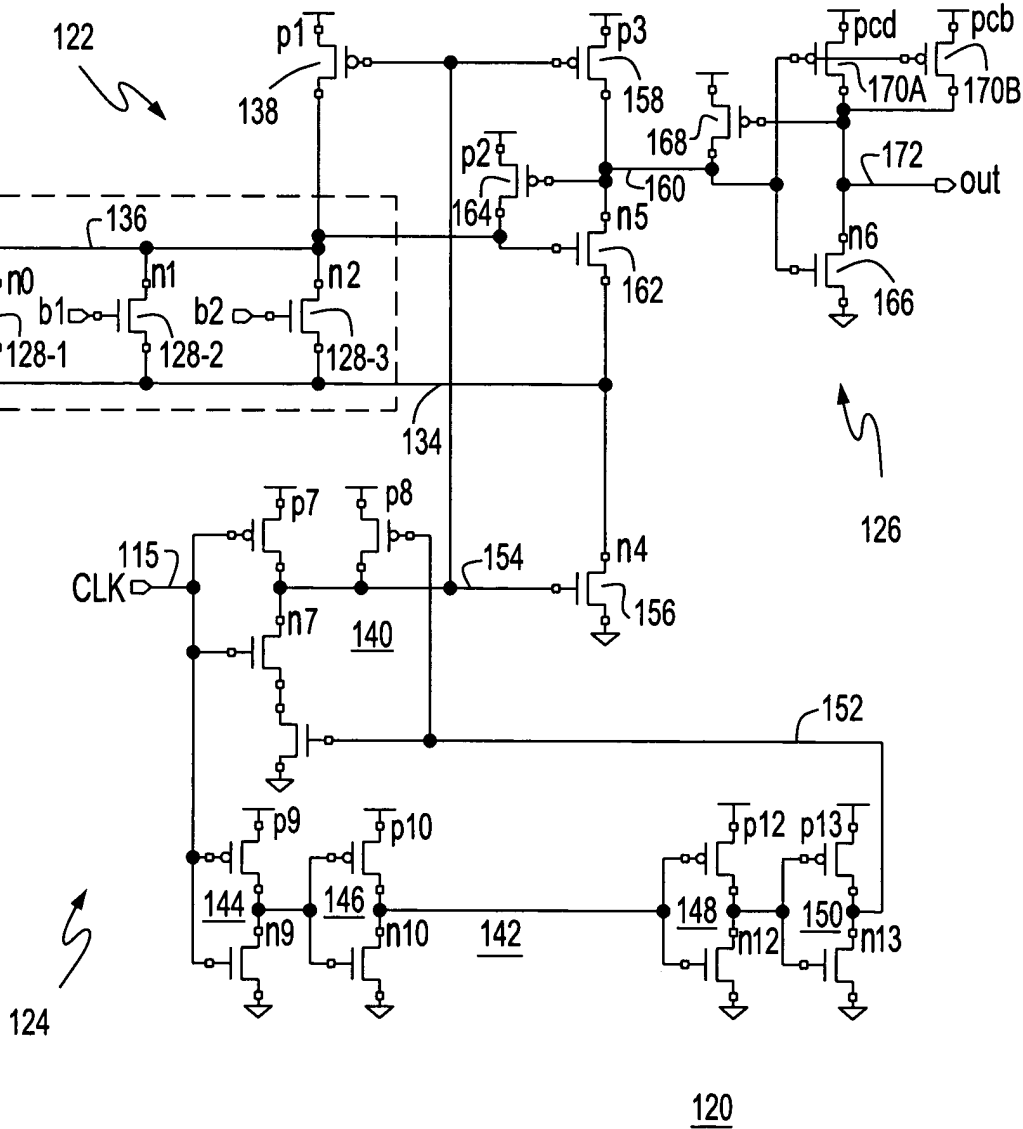 pcd pcb
p1 p3
122
138 158 170A 170B
168
p2
172
out
160
164
136 n5
n6
n0 n1 n2 162
b1 b2 166
128-1 128-2 128-3
134
126
p7 p8
115 154 n4
CLK
156
n7
140
152
p9 p10 p12 p13
144 146 148 150
n9 n10 142 n12 n13
124
120